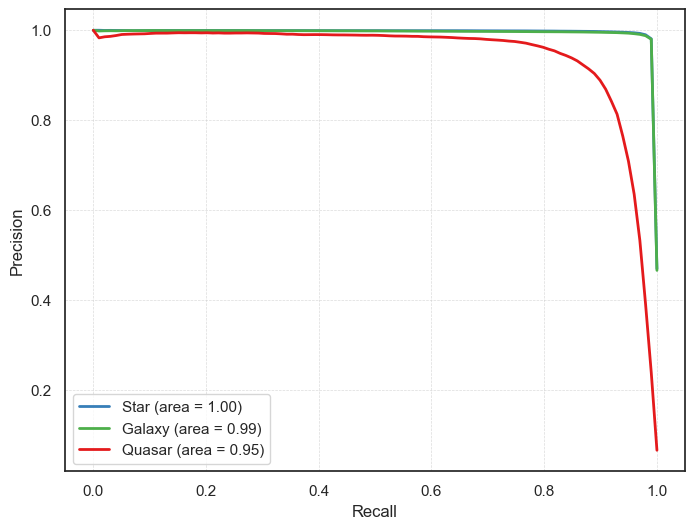 1.0
0.8
0.6
0.4
0.2
Precision
Star (area = 1.00)
Galaxy (area = 0.99)
Quasar (area = 0.95)
0.0 0.2 0.4 0.6 0.8 1.0
Recall